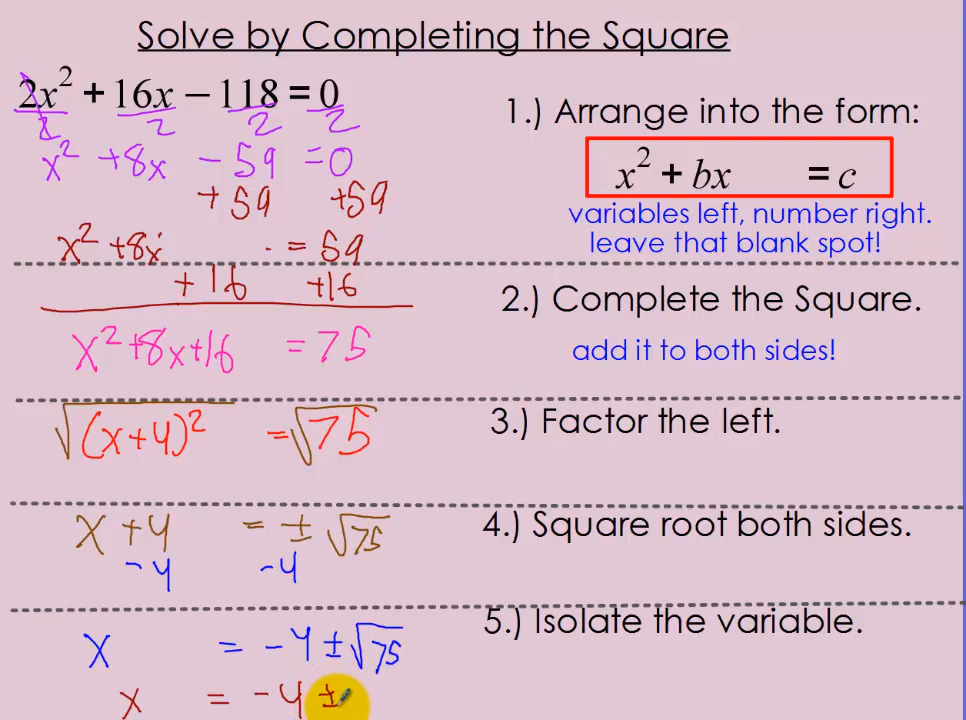 Solve by Completing the Square
2x² + 16x − 118 = 0
2 2 2 2
x² +8x − 59 = 0
+ 59 +59
x² +8x = 59
+ 16 +16
x² +8x+16 = 75
√(x+4)² = √75
x +4 = ± √75
−4 −4
x = −4 ± √75
x = −4 ±
1.) Arrange into the form:
x² + bx = c
variables left, number right.
leave that blank spot!
2.) Complete the Square.
add it to both sides!
3.) Factor the left.
4.) Square root both sides.
5.) Isolate the variable.